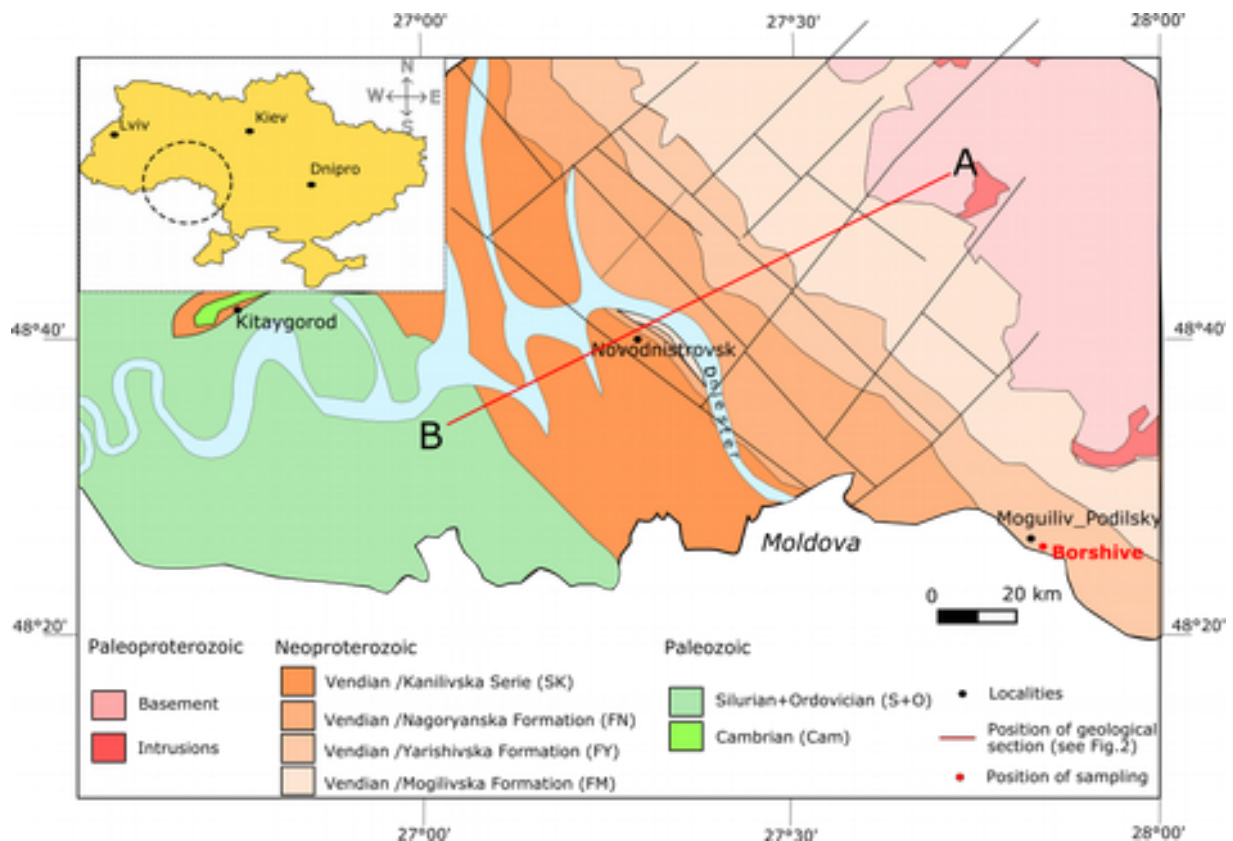 27°00' 27°30' 28°00'
N
W E
S
Lviv
Kiev
Dnipro
A
48°40' 48°40'
Kitaygorod
Novodnistrovsk
Dniester
B
Moguiliv_Podilsky
Borshive
Moldova
0 20 km
48°20' 48°20'
Paleoproterozoic
Basement
Intrusions
Neoproterozoic
Vendian /Kanilivska Serie (SK)
Vendian /Nagoryanska Formation (FN)
Vendian /Yarishivska Formation (FY)
Vendian /Mogilivska Formation (FM)
Paleozoic
Silurian+Ordovician (S+O)
Cambrian (Cam)
Localities
Position of geological
section (see Fig.2)
Position of sampling
27°00' 27°30' 28°00'